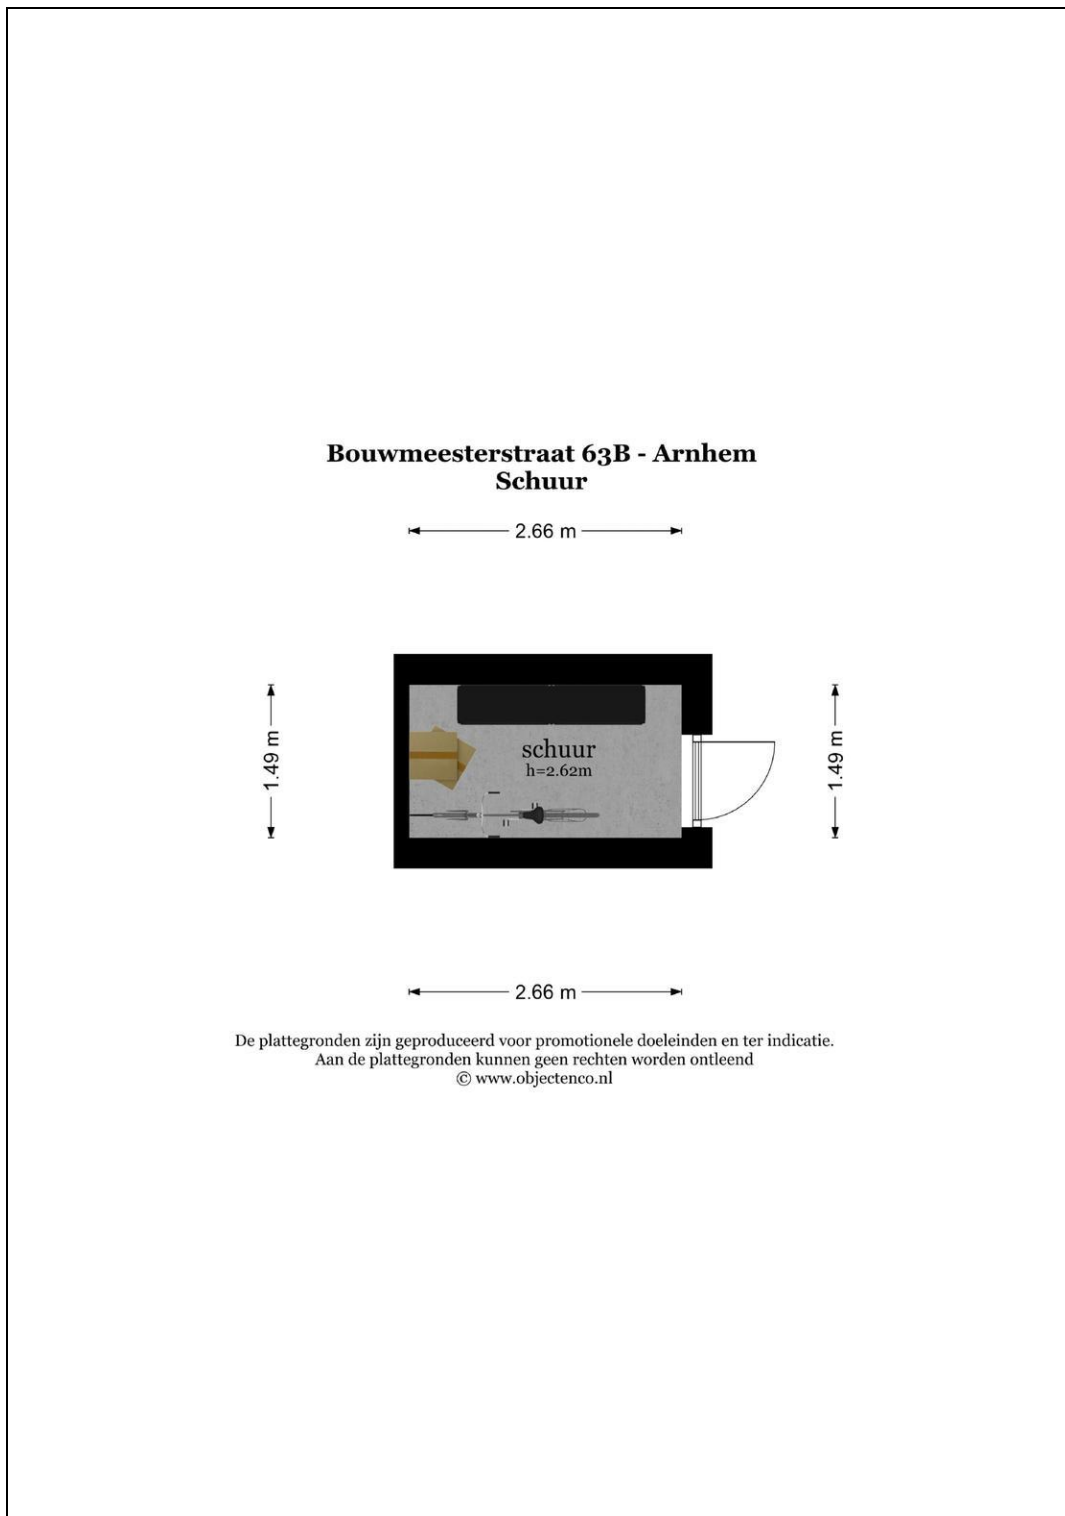 Bouwmeesterstraat 63B - Arnhem
Schuur
2.66 m
1.49 m
schuur
h=2.62m
1.49 m
2.66 m
De plattegronden zijn geproduceerd voor promotionele doeleinden en ter indicatie.
Aan de plattegronden kunnen geen rechten worden ontleend
© www.objectenco.nl